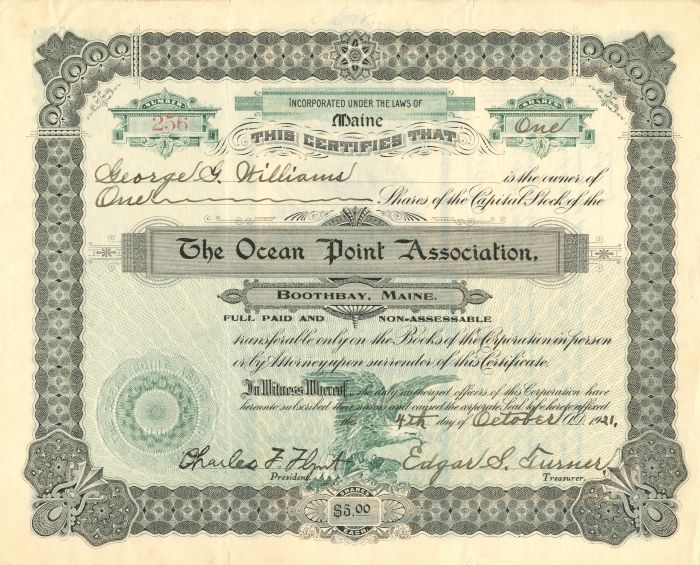 INCORPORATED UNDER THE LAWS OF
Maine
NUMBER
256
SHARES
One
THIS CERTIFIES THAT
George G. Williams is the owner of
One Shares of the Capital Stock of the
The Ocean Point Association,
BOOTHBAY, MAINE.
FULL PAID AND NON-ASSESSABLE
transferable only on the Books of the Corporation in person
or by Attorney upon surrender of this Certificate.
In Witness Whereof, the duly authorized officers of this Corporation have
hereunto subscribed their names and caused the corporate Seal to be hereto affixed
this 4th day of October A.D. 1921.
Charles F. Flint
President.
Edgar S. Turner
Treasurer.
SHARES
$5.00
EACH